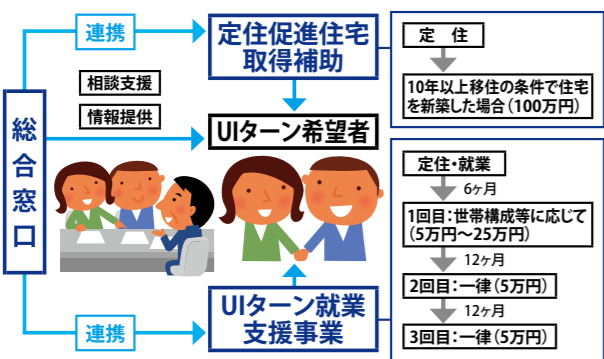 連携
定住促進住宅
取得補助
定 住
10年以上移住の条件で住宅
を新築した場合(100万円)
相談支援
情報提供
総合窓口
UIターン希望者
定住・就業
6ヶ月
1回目:世帯構成等に応じて
(5万円~25万円)
12ヶ月
2回目:一律(5万円)
12ヶ月
3回目:一律(5万円)
連携
UIターン就業
支援事業